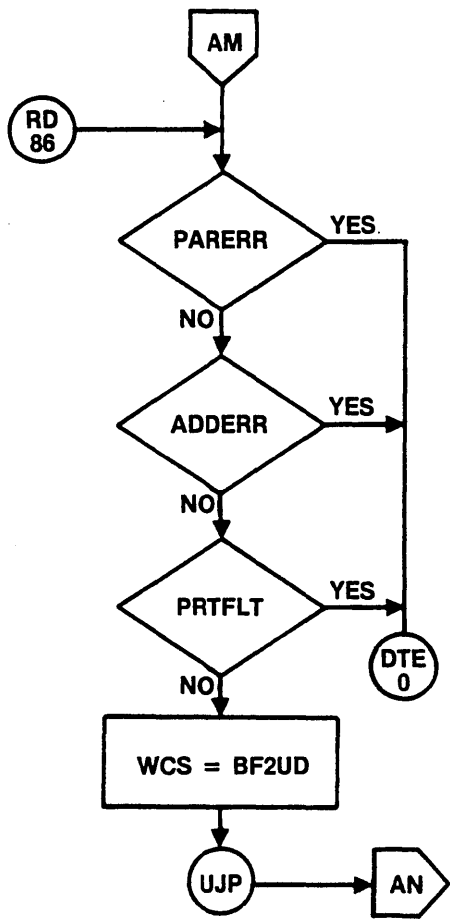 AM
RD
86
PARERR
YES
NO
ADDERR
YES
NO
PRTFLT
YES
DTE
0
NO
WCS = BF2UD
UJP
AN